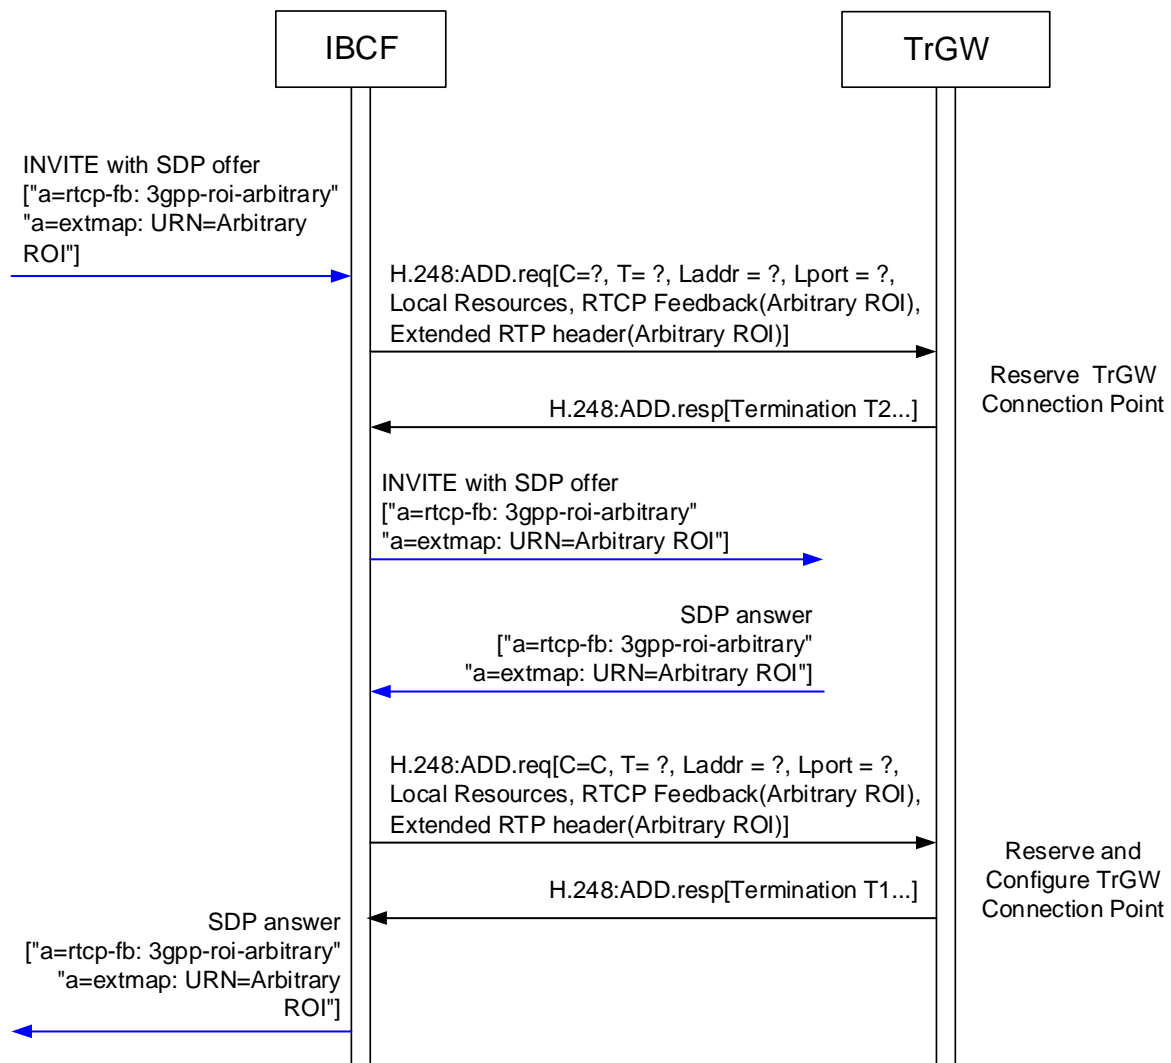 IBCF
TrGW
INVITE with SDP offer
["a=rtcp-fb: 3gpp-roi-arbitrary"
"a=extmap: URN=Arbitrary
ROI"]
H.248:ADD.req[C=?, T= ?, Laddr = ?, Lport = ?,
Local Resources, RTCP Feedback(Arbitrary ROI),
Extended RTP header(Arbitrary ROI)]
Reserve TrGW
Connection Point
H.248:ADD.resp[Termination T2...]
INVITE with SDP offer
["a=rtcp-fb: 3gpp-roi-arbitrary"
"a=extmap: URN=Arbitrary ROI"]
SDP answer
["a=rtcp-fb: 3gpp-roi-arbitrary"
"a=extmap: URN=Arbitrary ROI"]
H.248:ADD.req[C=C, T= ?, Laddr = ?, Lport = ?,
Local Resources, RTCP Feedback(Arbitrary ROI),
Extended RTP header(Arbitrary ROI)]
Reserve and
Configure TrGW
Connection Point
H.248:ADD.resp[Termination T1...]
SDP answer
["a=rtcp-fb: 3gpp-roi-arbitrary"
"a=extmap: URN=Arbitrary
ROI"]